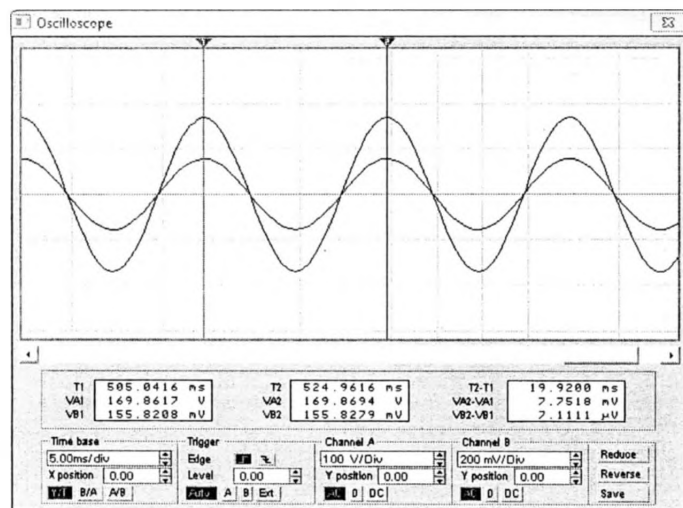 Oscilloscope
T1 505.0416 ms T2 524.9616 ms T2-T1 19.9200 ms
VA1 169.8617 V VA2 169.8694 V VA2-VA1 7.7518 mV
VB1 155.8208 mV VB2 155.8279 mV VB2-VB1 7.1111 µV
Time base Trigger Channel A Channel B
5.00ms/div Edge 100 V/Div 200 mV/Div Reduce
X position 0.00 Level 0.00 Y position 0.00 Y position 0.00 Reverse
Y/T B/A A/B Auto A B Ext AC 0 DC AC 0 DC Save